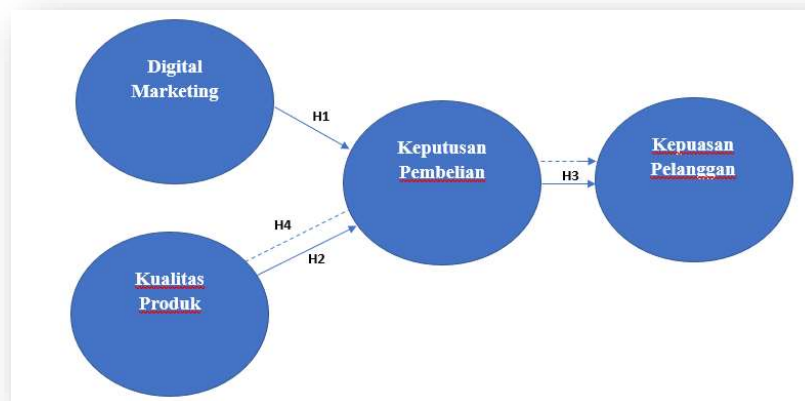 Digital
Marketing
H1
Keputusan
Pembelian
Kepuasan
Pelanggan
H3
H4
H2
Kualitas
Produk